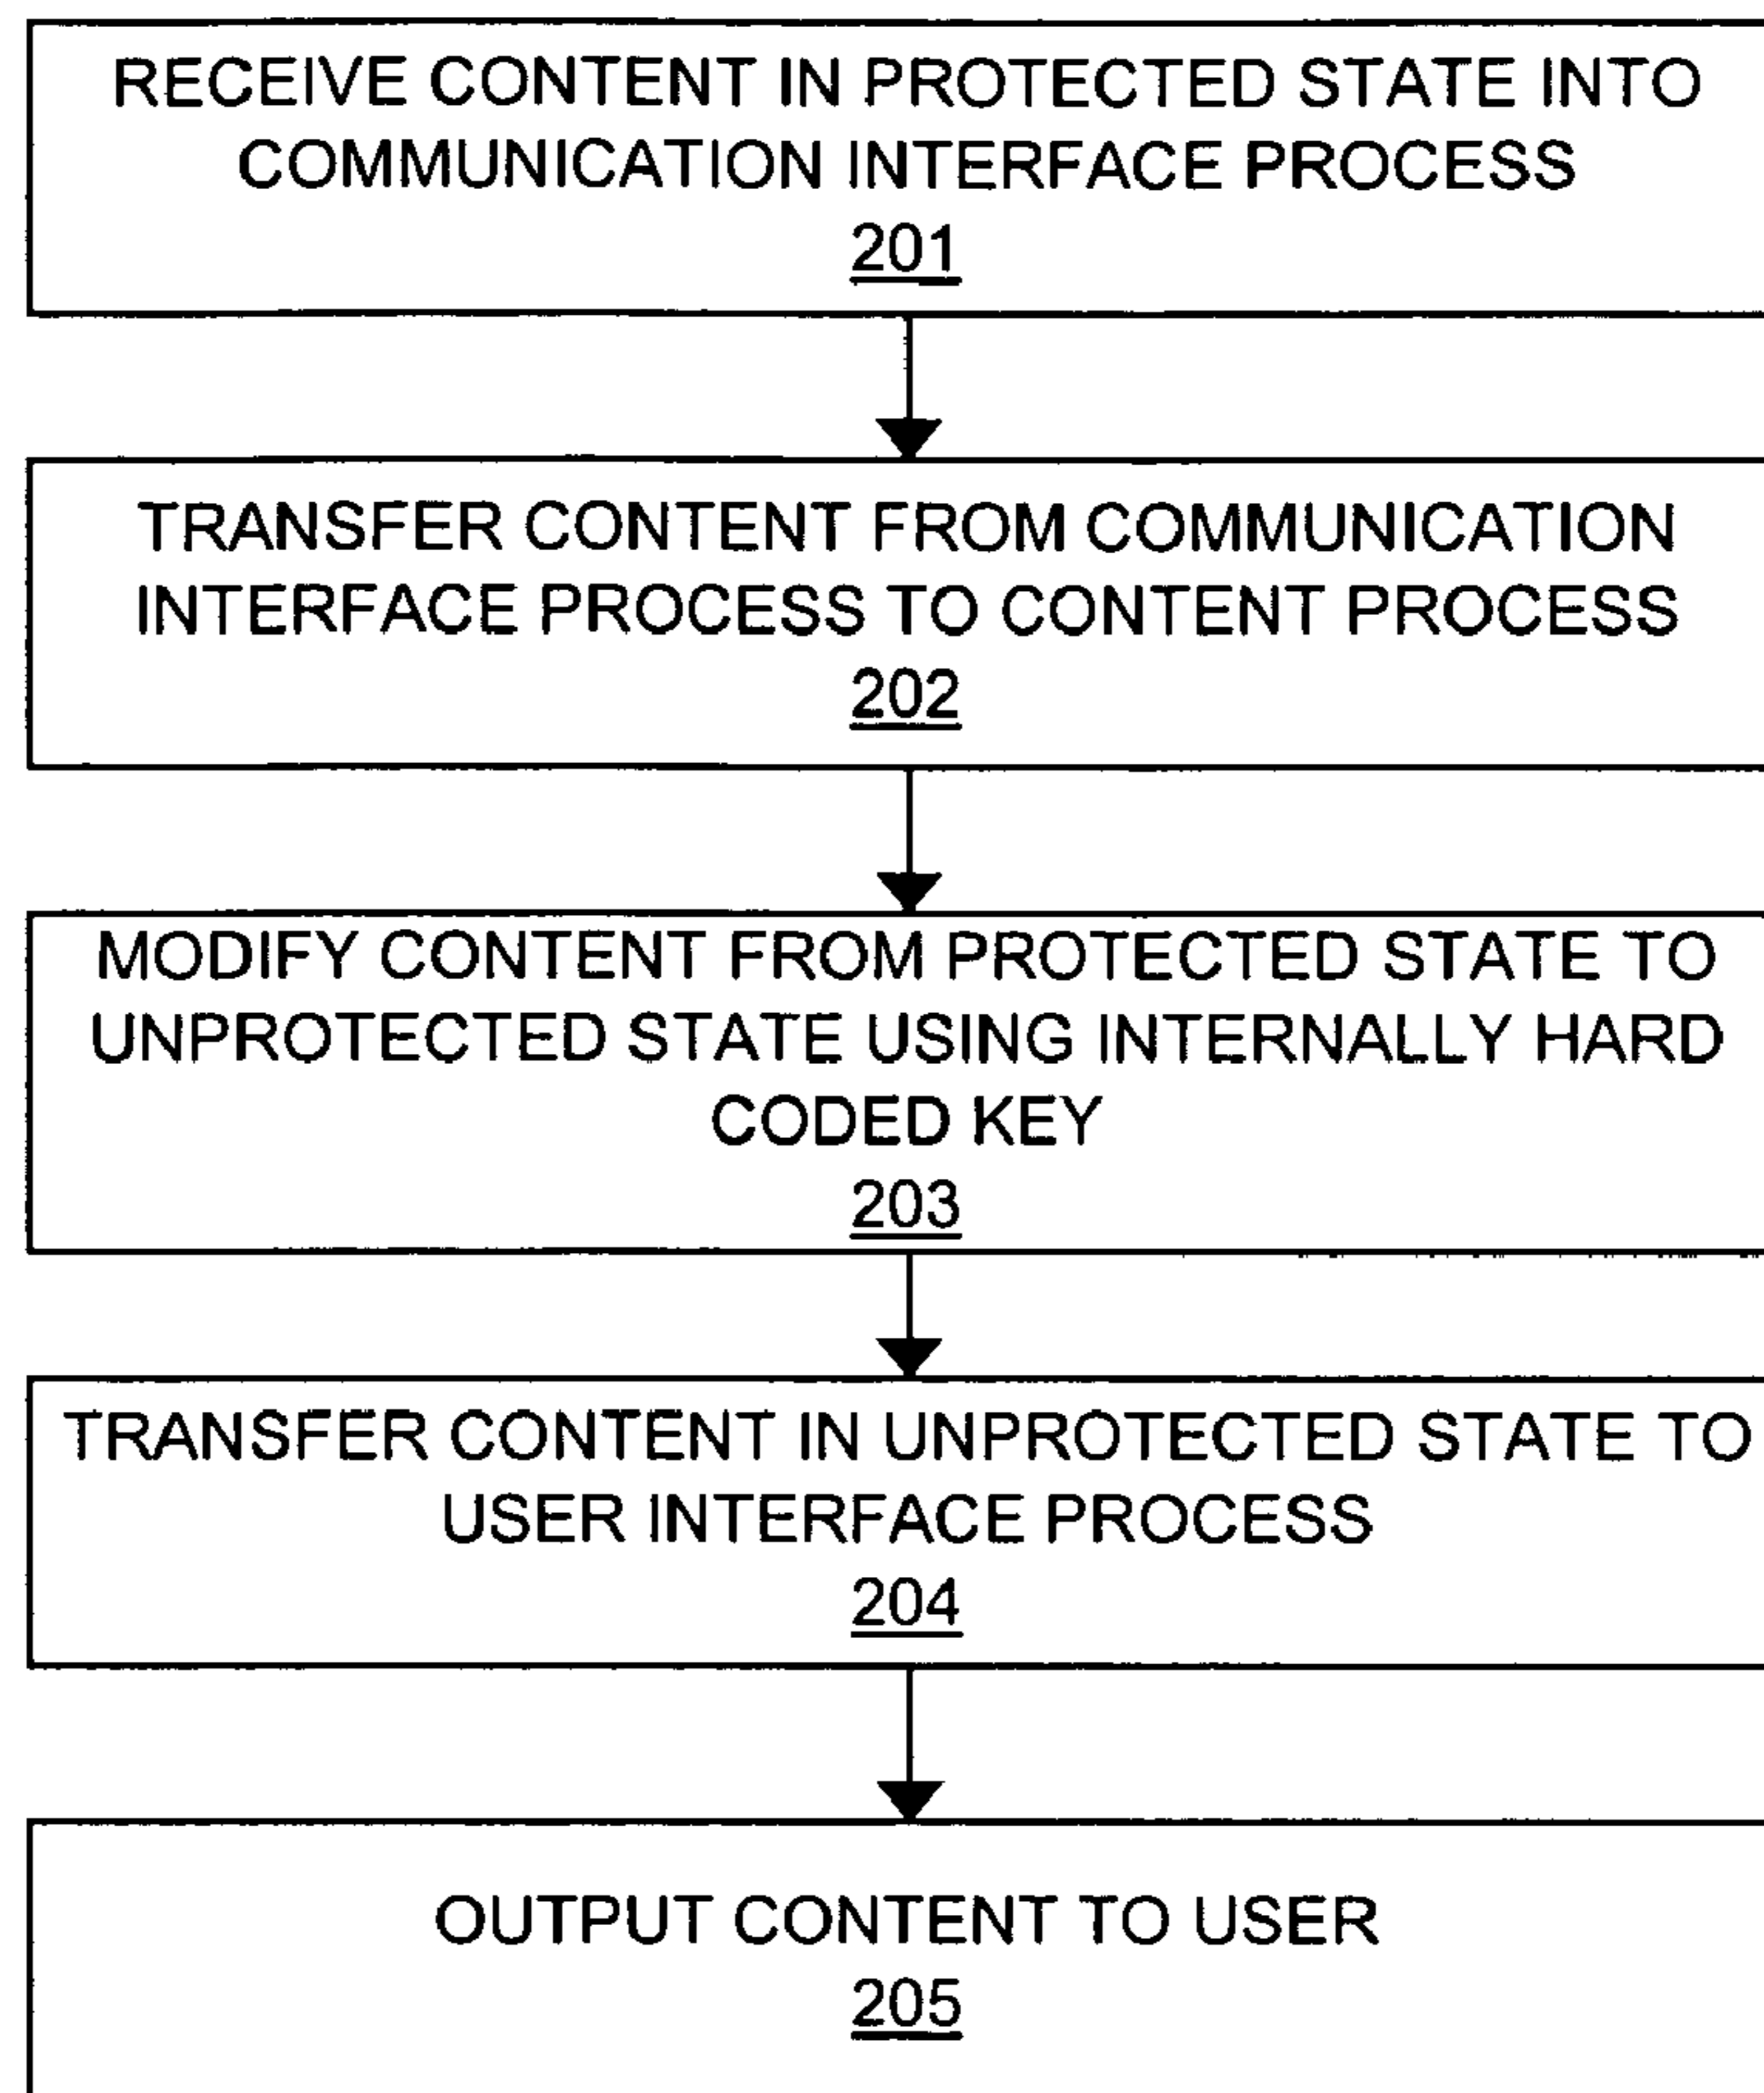 RECEIVE CONTENT IN PROTECTED STATE INTO
COMMUNICATION INTERFACE PROCESS
201
TRANSFER CONTENT FROM COMMUNICATION
INTERFACE PROCESS TO CONTENT PROCESS
202
MODIFY CONTENT FROM PROTECTED STATE TO
UNPROTECTED STATE USING INTERNALLY HARD
CODED KEY
203
TRANSFER CONTENT IN UNPROTECTED STATE TO
USER INTERFACE PROCESS
204
OUTPUT CONTENT TO USER
205